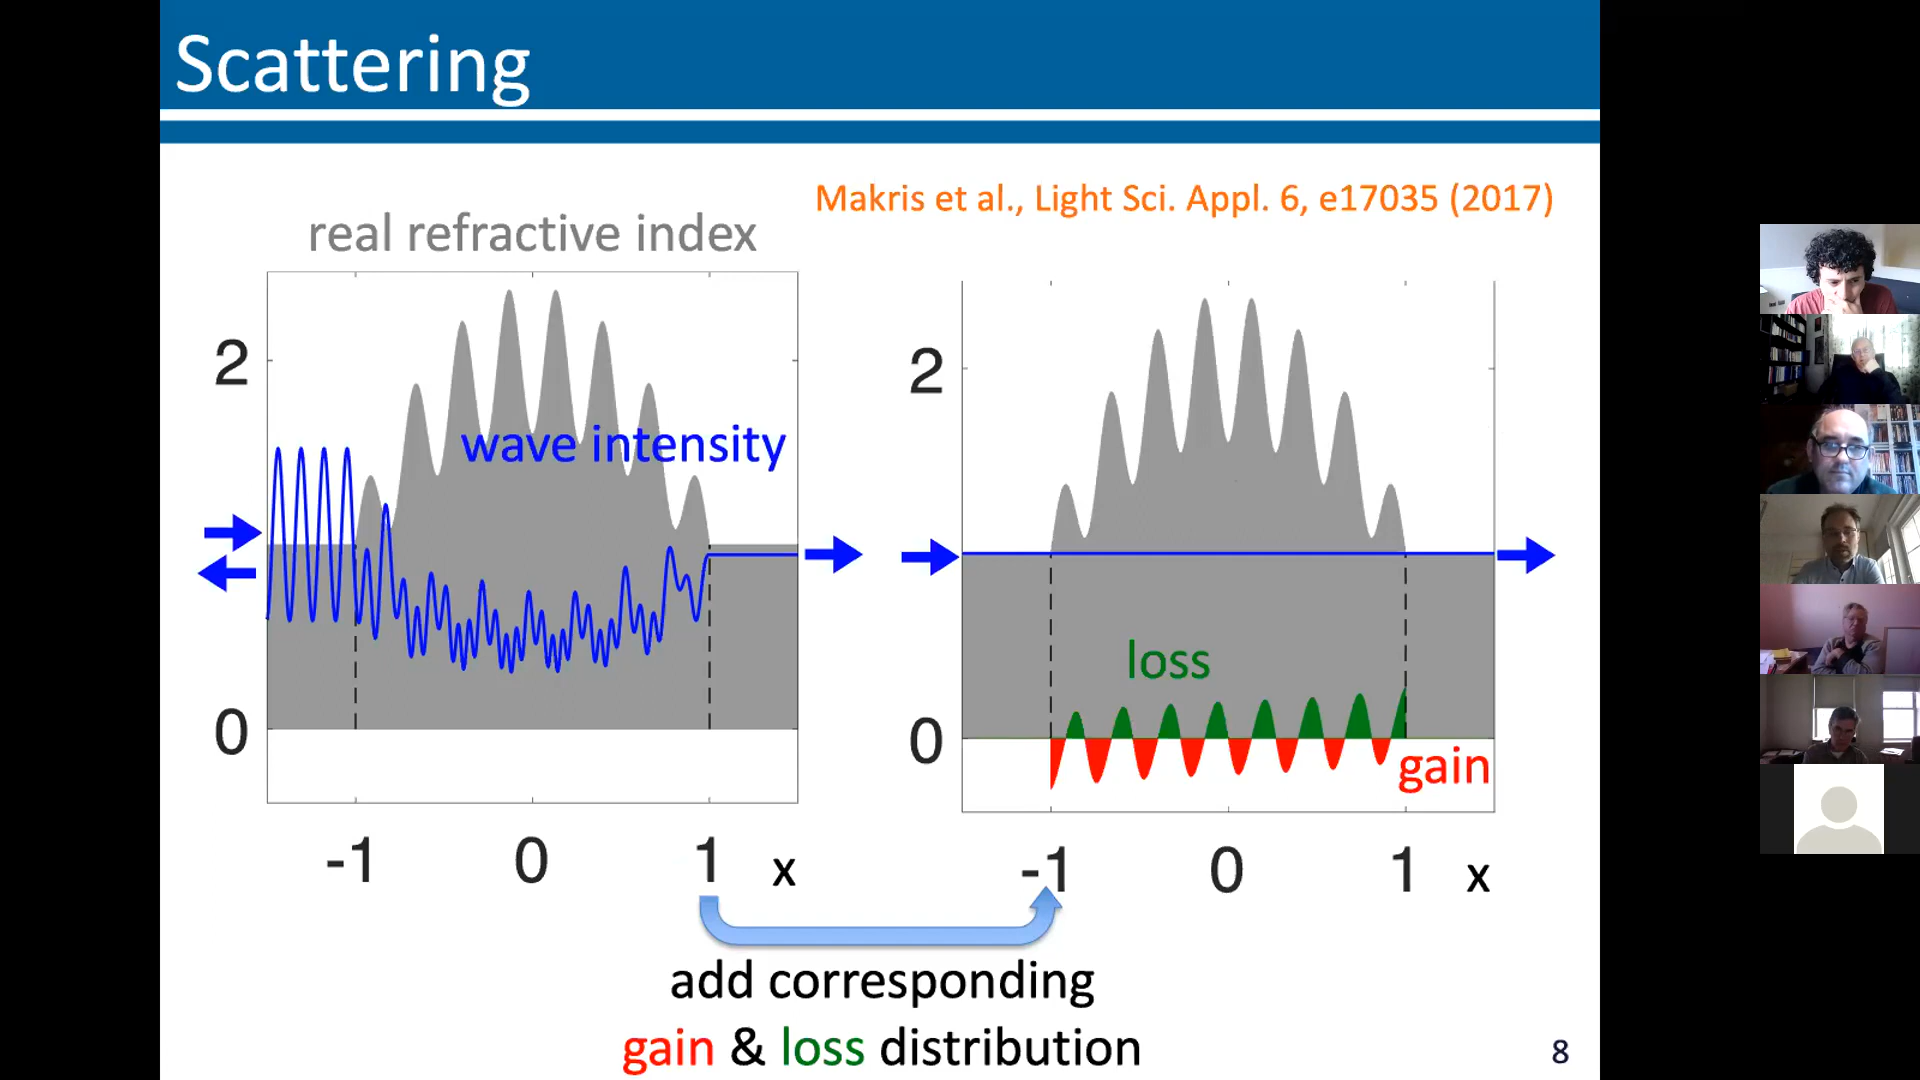 Scattering
Makris et al., Light Sci. Appl. 6, e17035 (2017)
real refractive index
2
wave intensity
0
-1 0 1 x
2
loss
0
gain
-1 0 1 x
add corresponding
gain & loss distribution
8